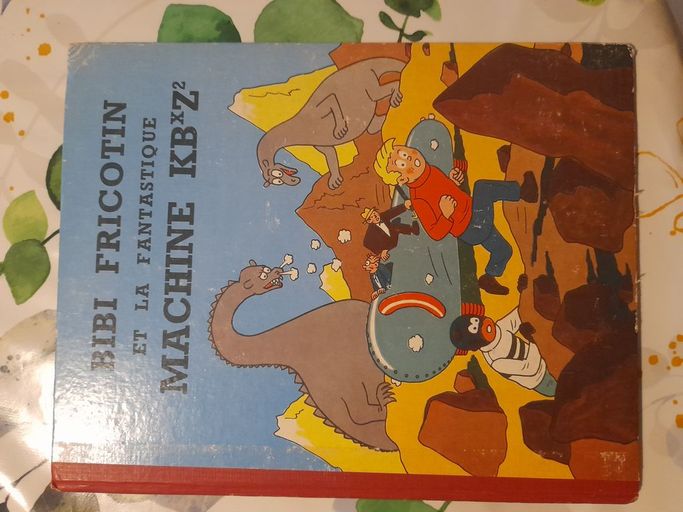 BIBI FRICOTIN
ET LA FANTASTIQUE
MACHINE KBxZ²